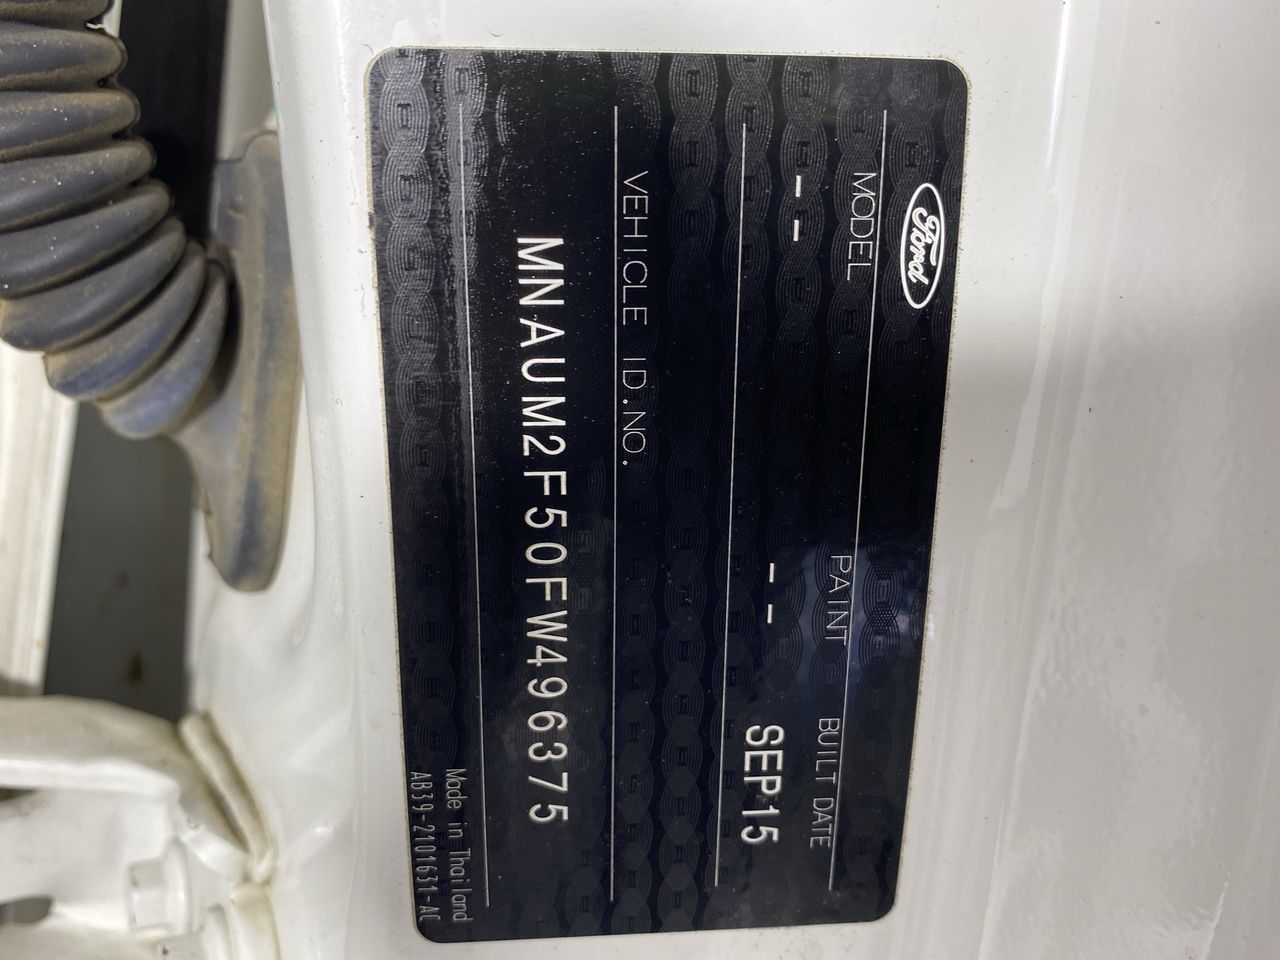 Ford
MODEL PAINT BUILT DATE
-- -- SEP15
VEHICLE ID.NO.
MNAUM2F50FW496375
Made in Thailand
AB39-2101631-AC